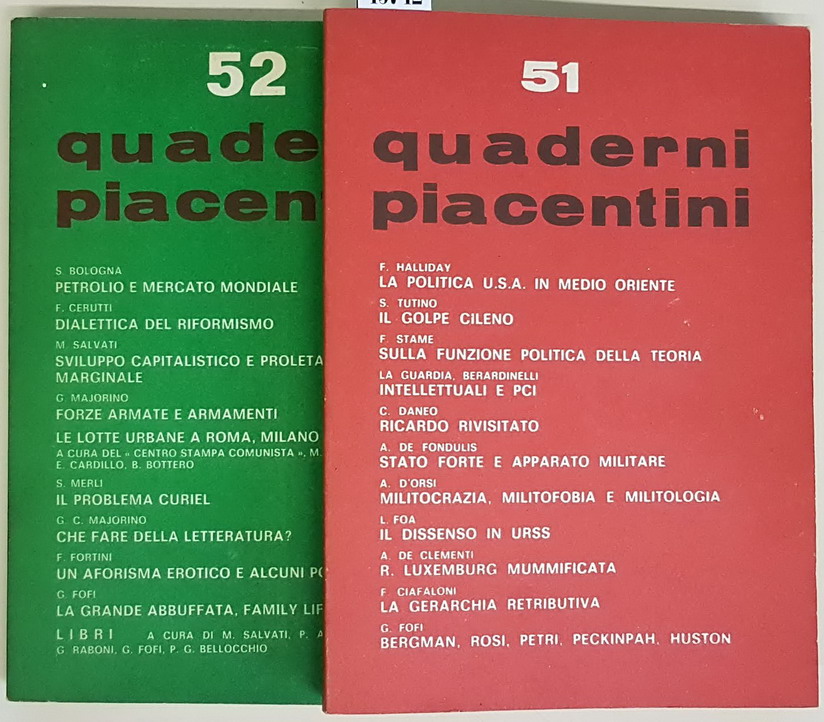 52
quade
piacent
S. BOLOGNA
PETROLIO E MERCATO MONDIALE
F. CERUTTI
DIALETTICA DEL RIFORMISMO
M. SALVATI
SVILUPPO CAPITALISTICO E PROLETA
MARGINALE
G. MAJORINO
FORZE ARMATE E ARMAMENTI
LE LOTTE URBANE A ROMA, MILANO
A CURA DEL « CENTRO STAMPA COMUNISTA », M.
E. CARDILLO, B. BOTTERO
S. MERLI
IL PROBLEMA CURIEL
G. C. MAJORINO
CHE FARE DELLA LETTERATURA?
F. FORTINI
UN AFORISMA EROTICO E ALCUNI PO
G. FOFI
LA GRANDE ABBUFFATA, FAMILY LIF
LIBRI A CURA DI M. SALVATI, P. A
G. RABONI, G. FOFI, P. G. BELLOCCHIO
51
quaderni
piacentini
F. HALLIDAY
LA POLITICA U.S.A. IN MEDIO ORIENTE
S. TUTINO
IL GOLPE CILENO
F. STAME
SULLA FUNZIONE POLITICA DELLA TEORIA
LA GUARDIA, BERARDINELLI
INTELLETTUALI E PCI
C. DANEO
RICARDO RIVISITATO
A. DE FONDULIS
STATO FORTE E APPARATO MILITARE
A. D'ORSI
MILITOCRAZIA, MILITOFOBIA E MILITOLOGIA
L. FOA
IL DISSENSO IN URSS
A. DE CLEMENTI
R. LUXEMBURG MUMMIFICATA
F. CIAFALONI
LA GERARCHIA RETRIBUTIVA
G. FOFI
BERGMAN, ROSI, PETRI, PECKINPAH, HUSTON